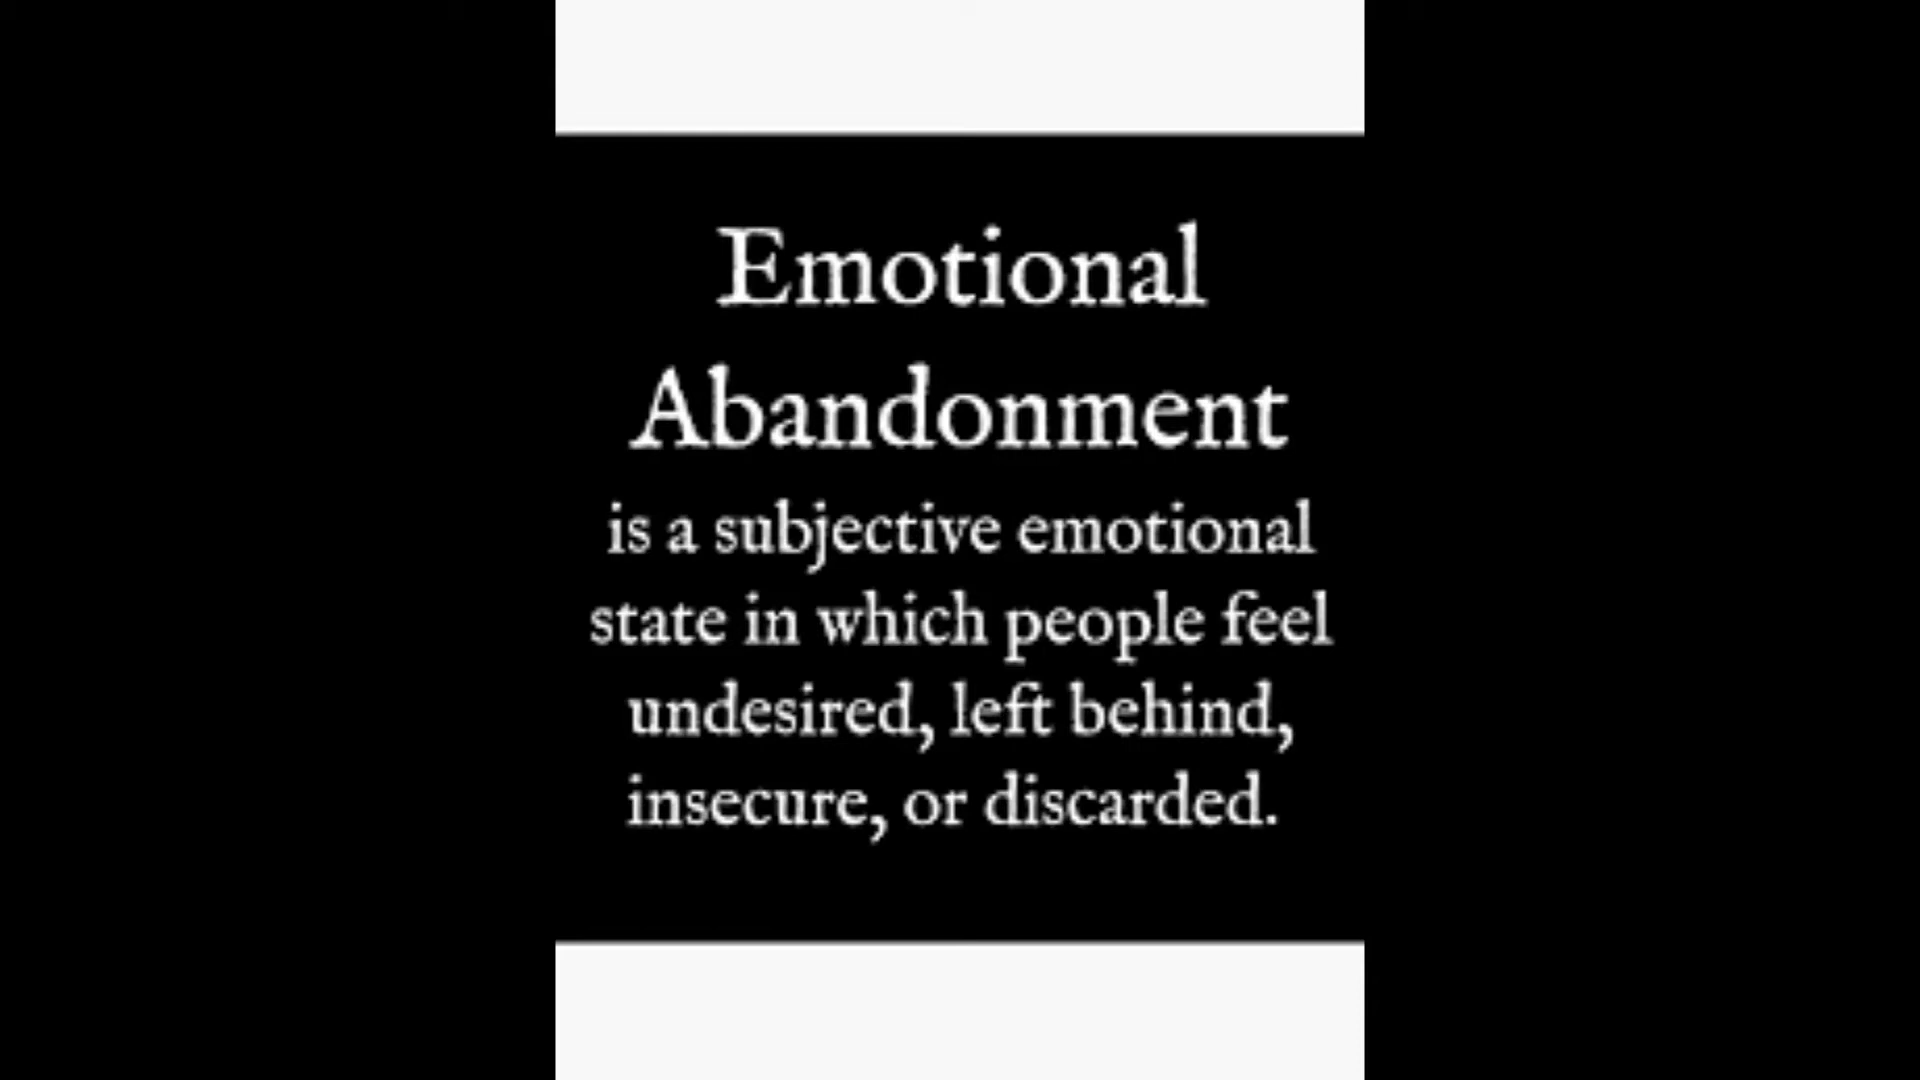 Emotional
Abandonment
is a subjective emotional
state in which people feel
undesired, left behind,
insecure, or discarded.